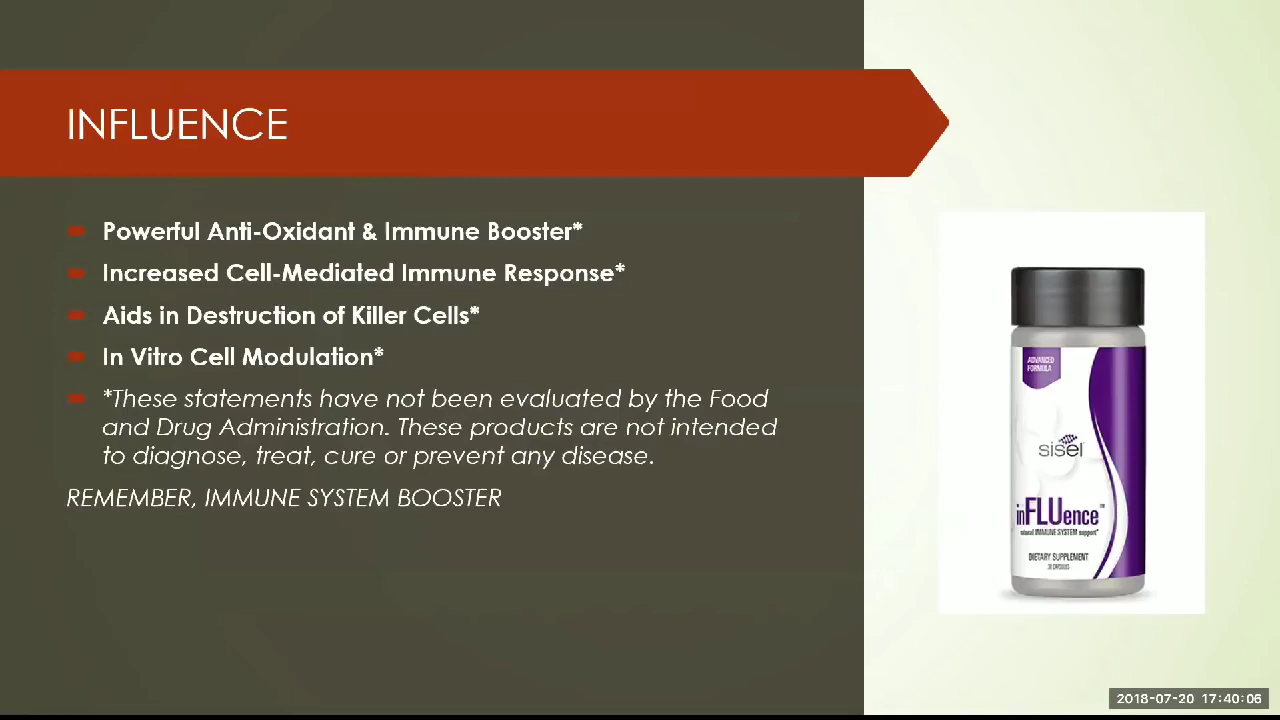 INFLUENCE
Powerful Anti-Oxidant & Immune Booster*
Increased Cell-Mediated Immune Response*
Aids in Destruction of Killer Cells*
In Vitro Cell Modulation*
*These statements have not been evaluated by the Food
and Drug Administration. These products are not intended
to diagnose, treat, cure or prevent any disease.
REMEMBER, IMMUNE SYSTEM BOOSTER
ADVANCED
FORMULA
sisel
inFLUence™
natural IMMUNE SYSTEM support*
DIETARY SUPPLEMENT
30 CAPSULES
2018-07-20 17:40:06